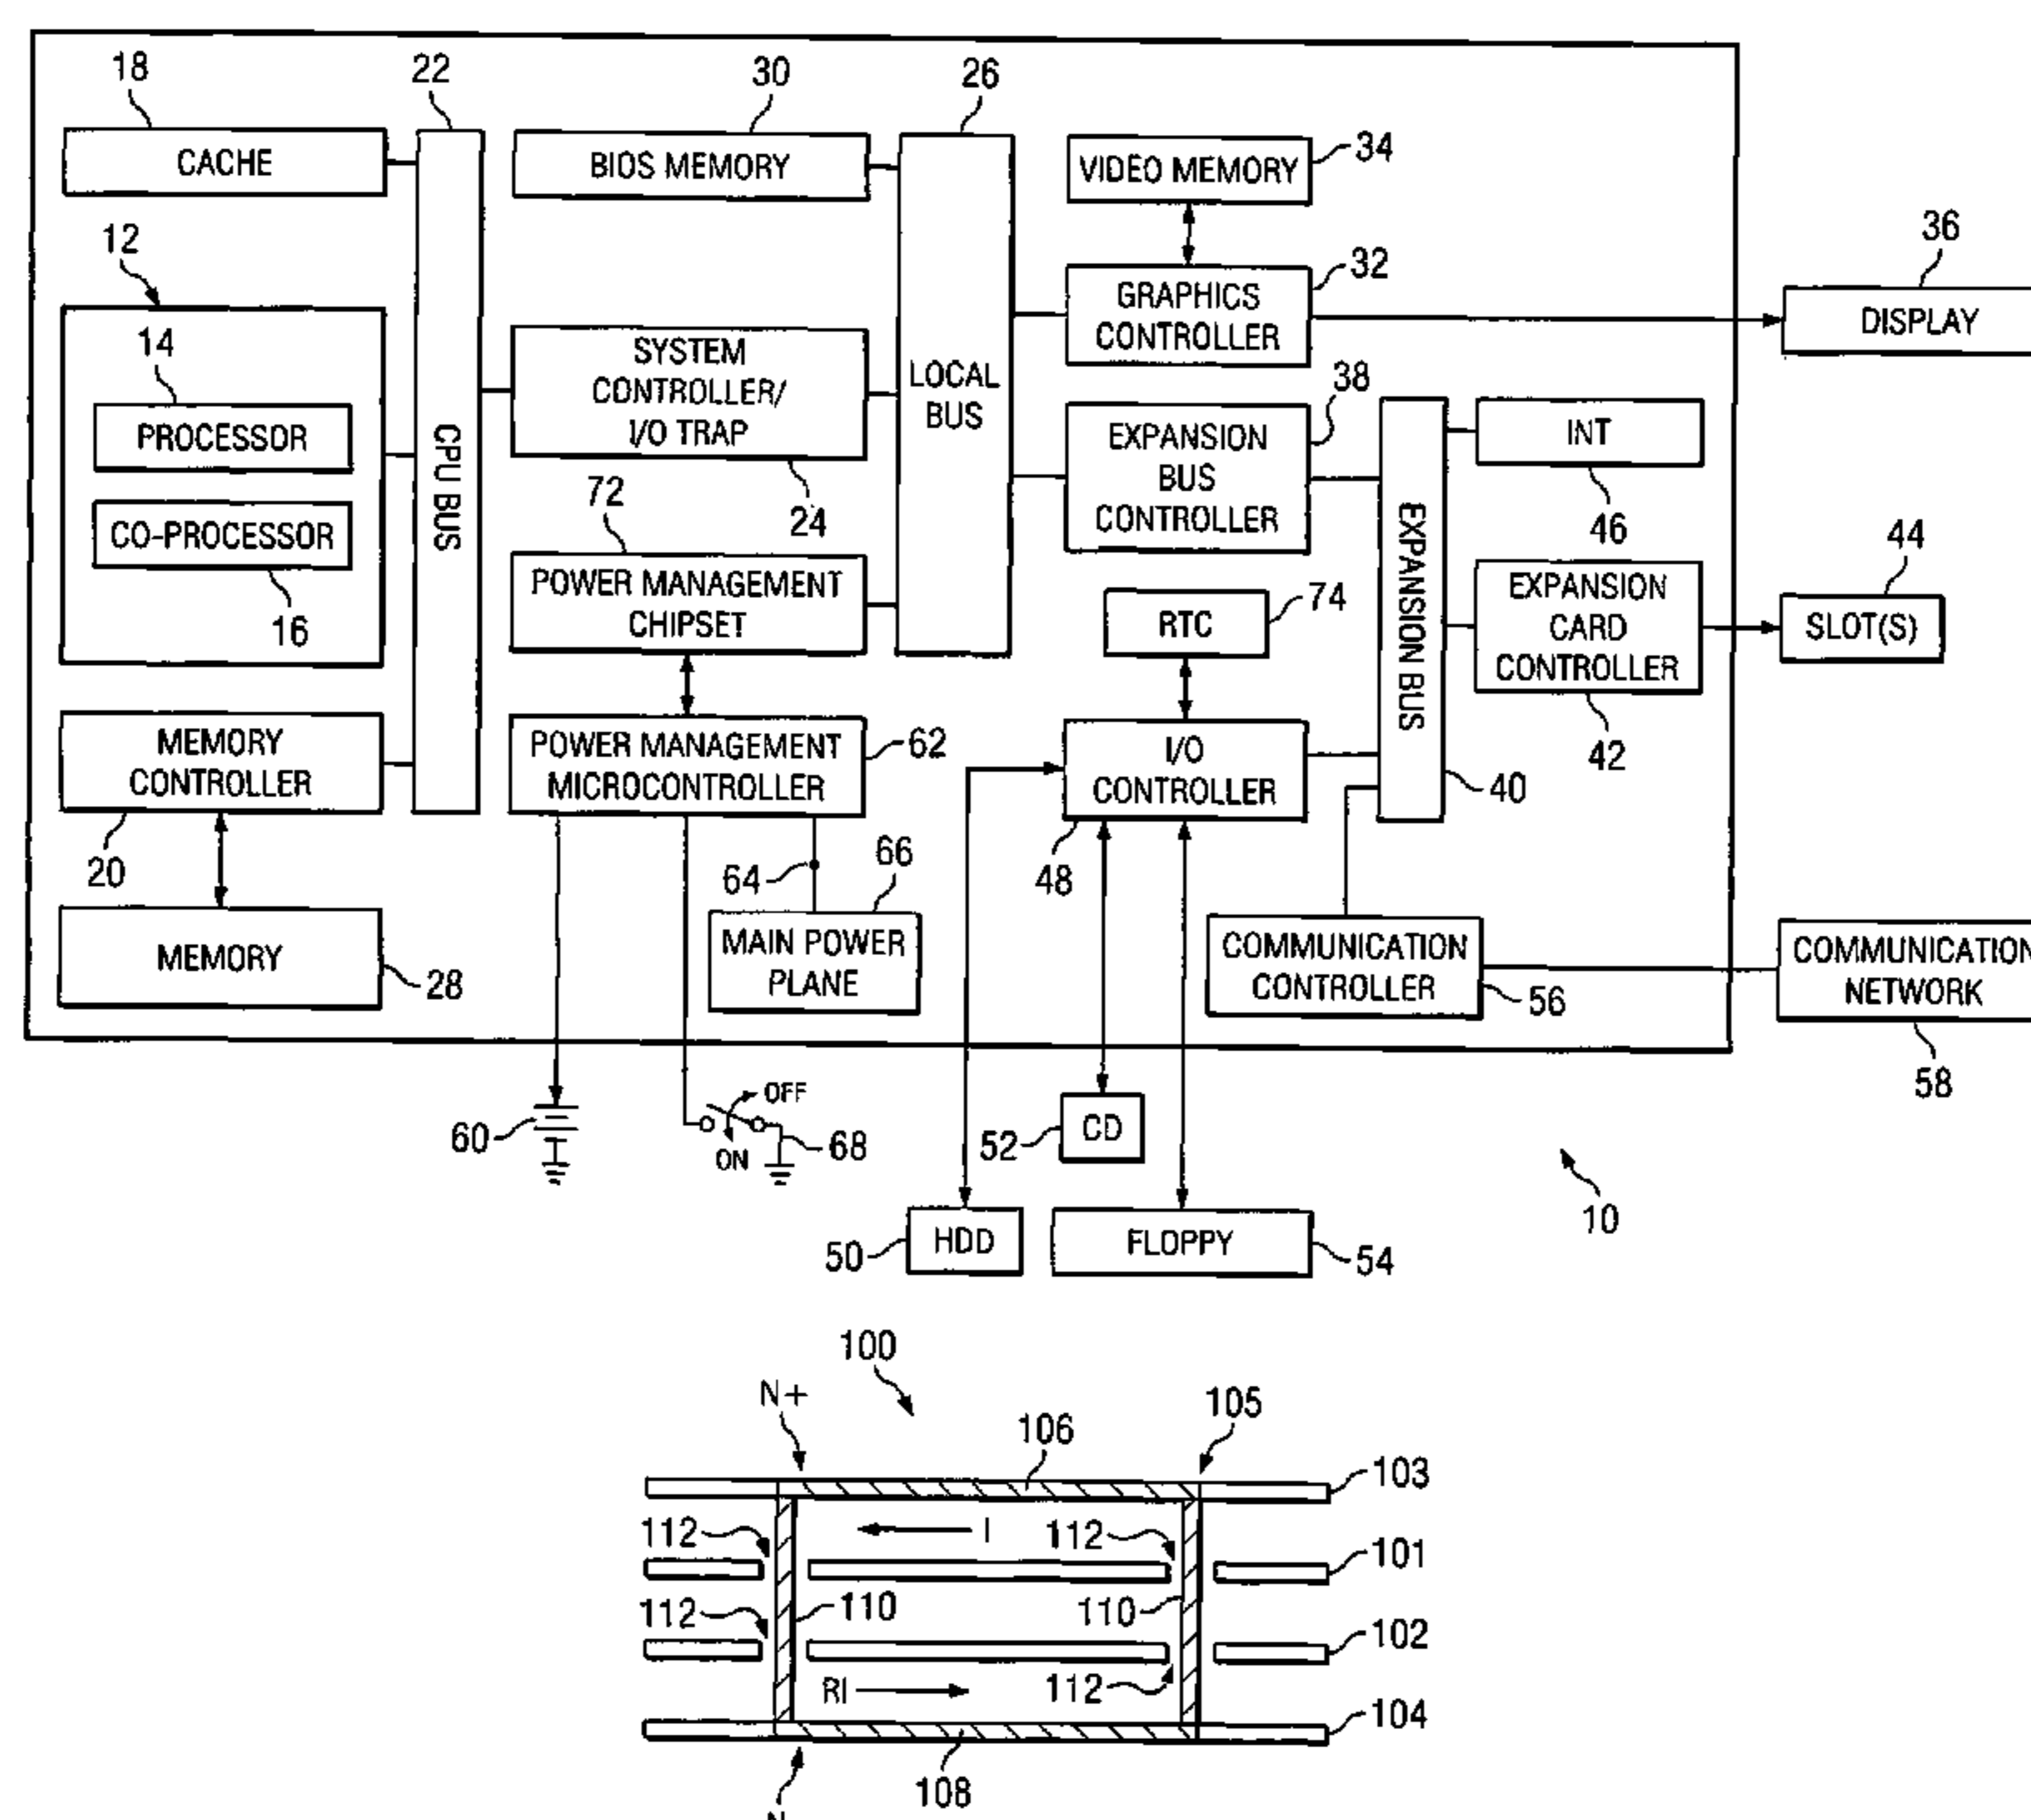 18
22
30
26
CACHE
BIOS MEMORY
VIDEO MEMORY
34
12
36
32
GRAPHICS
CONTROLLER
DISPLAY
14
SYSTEM
CONTROLLER/
I/O TRAP
LOCAL
BUS
38
PROCESSOR
CPU BUS
EXPANSION
BUS
CONTROLLER
INT
72
24
46
44
CO-PROCESSOR
EXPANSION BUS
16
POWER MANAGEMENT
CHIPSET
74
RTC
EXPANSION
CARD
CONTROLLER
SLOT(S)
MEMORY
CONTROLLER
POWER MANAGEMENT
MICROCONTROLLER
62
I/O
CONTROLLER
42
40
20
64
66
48
MEMORY
28
MAIN POWER
PLANE
COMMUNICATION
CONTROLLER
56
COMMUNICATION
NETWORK
58
60
OFF
ON
68
52
CD
10
50
HDD
FLOPPY
54
100
N+
105
106
103
112
I
112
101
110
110
112
102
RI
112
104
108
N